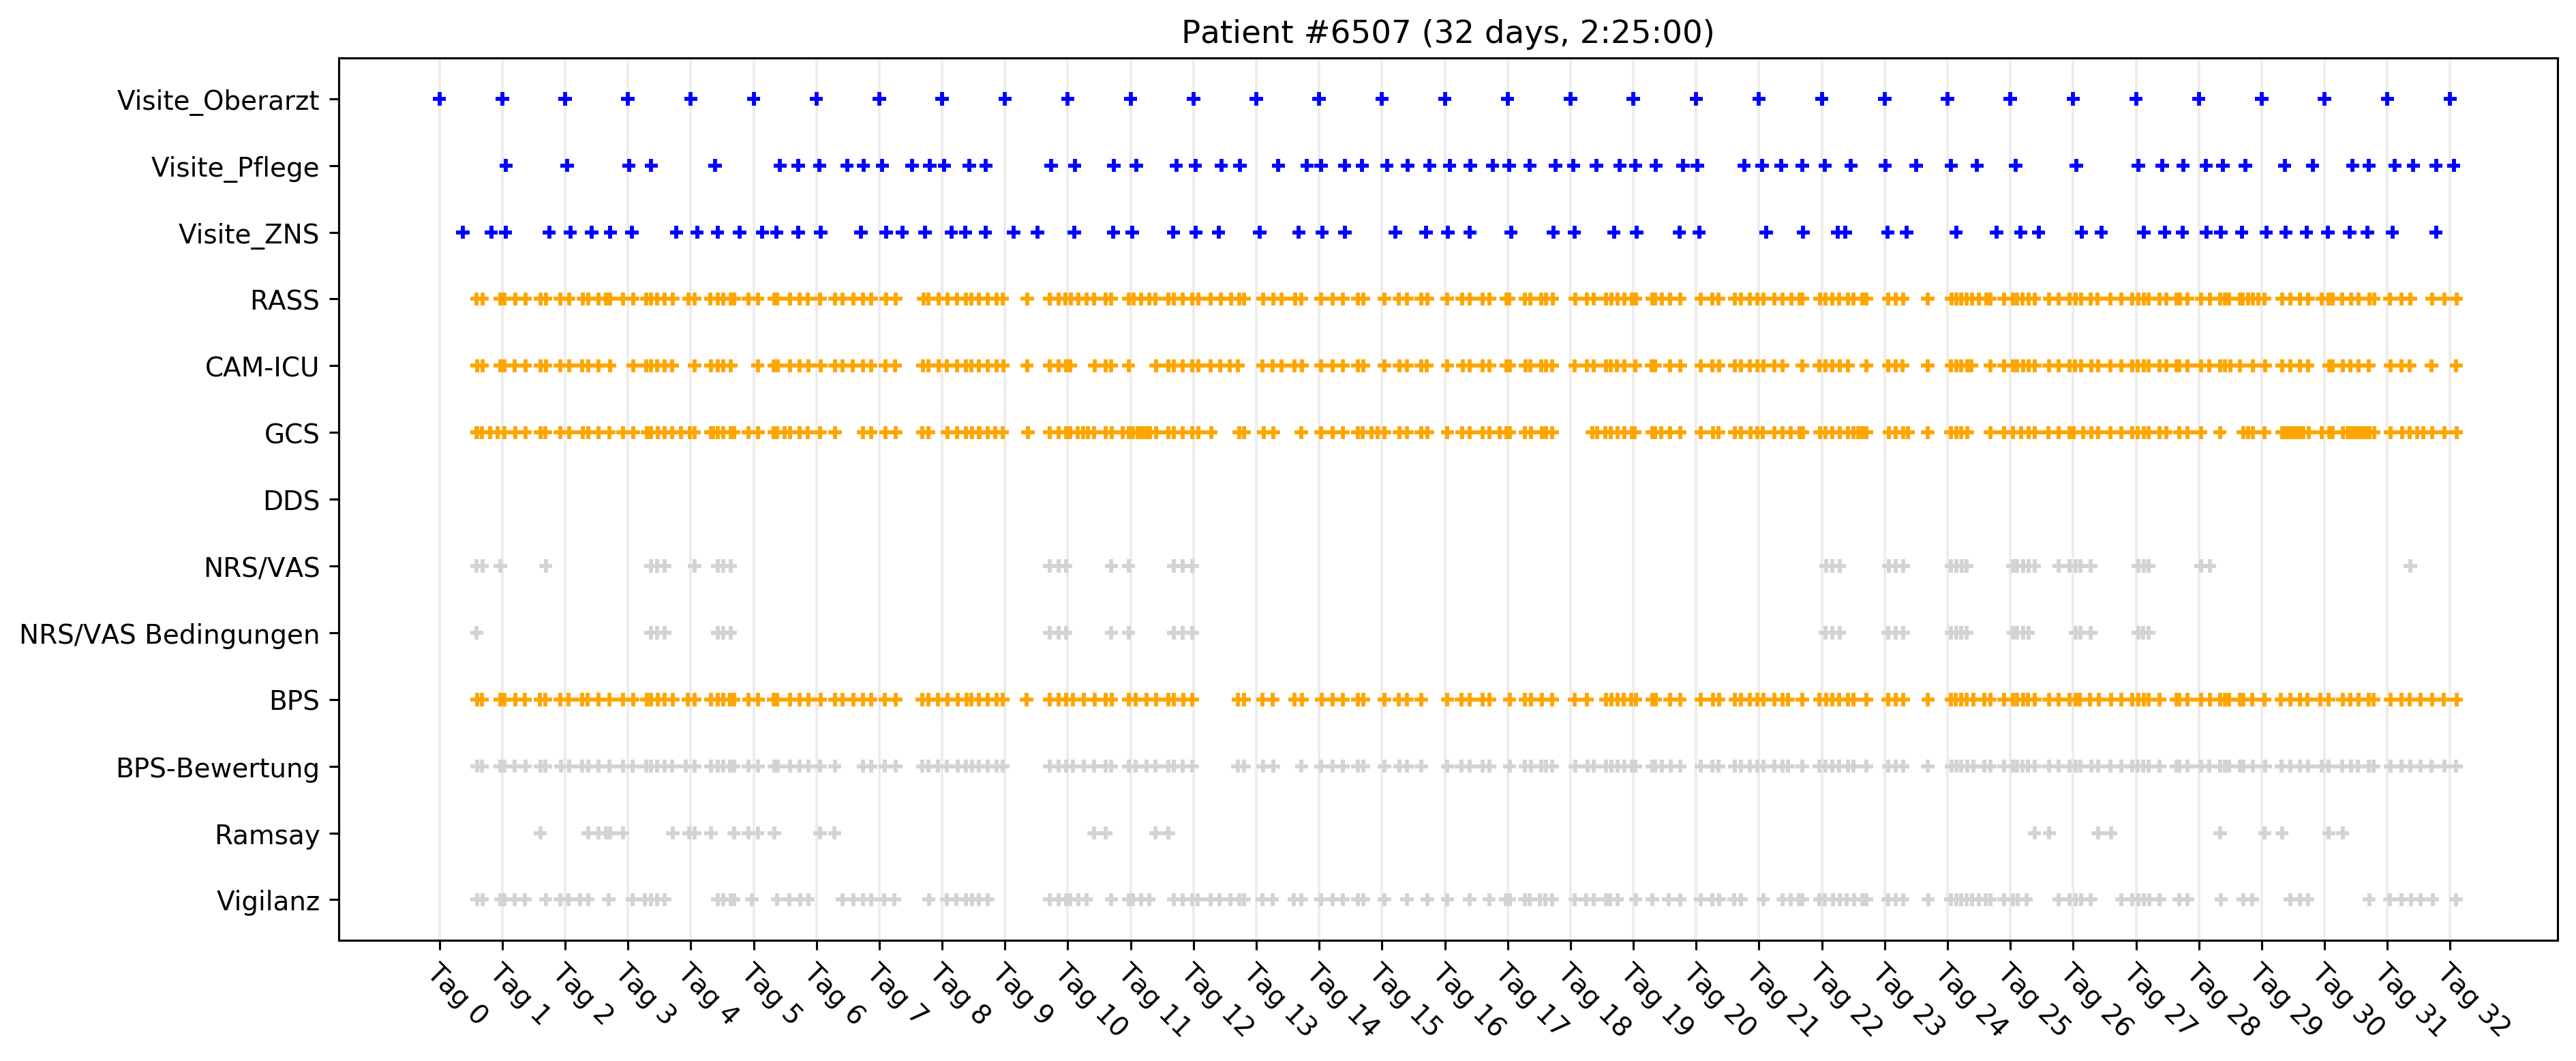 Patient #6507 (32 days, 2:25:00)
Visite_Oberarzt
Visite_Pflege
Visite_ZNS
RASS
CAM-ICU
GCS
DDS
NRS/VAS
NRS/VAS Bedingungen
BPS
BPS-Bewertung
Ramsay
Vigilanz
Tag 0
Tag 1
Tag 2
Tag 3
Tag 4
Tag 5
Tag 6
Tag 7
Tag 8
Tag 9
Tag 10
Tag 11
Tag 12
Tag 13
Tag 14
Tag 15
Tag 16
Tag 17
Tag 18
Tag 19
Tag 20
Tag 21
Tag 22
Tag 23
Tag 24
Tag 25
Tag 26
Tag 27
Tag 28
Tag 29
Tag 30
Tag 31
Tag 32